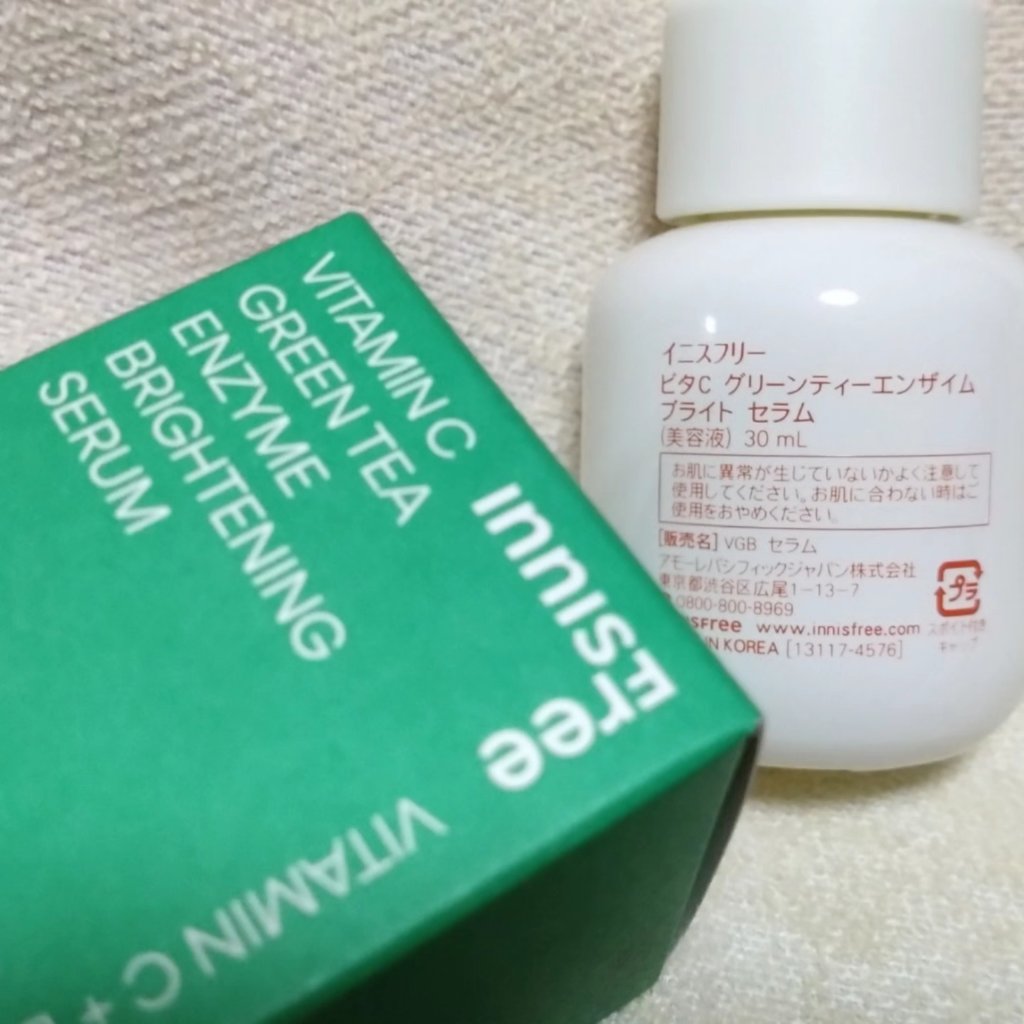 VITAMIN C
GREEN TEA
ENZYME
BRIGHTENING
SERUM
innisfree
VITAMIN C +
イニスフリー
ビタC グリーンティーエンザイム
ブライト セラム
(美容液) 30 mL
お肌に異常が生じていないかよく注意して
使用してください。お肌に合わない時はご
使用をおやめください。
[販売名] VGB セラム
アモーレパシフィックジャパン株式会社
東京都渋谷区広尾1-13-7
0800-800-8969
www.innisfree.com
IN KOREA [13117-4576]
プラ
スポイト付き
キャップ